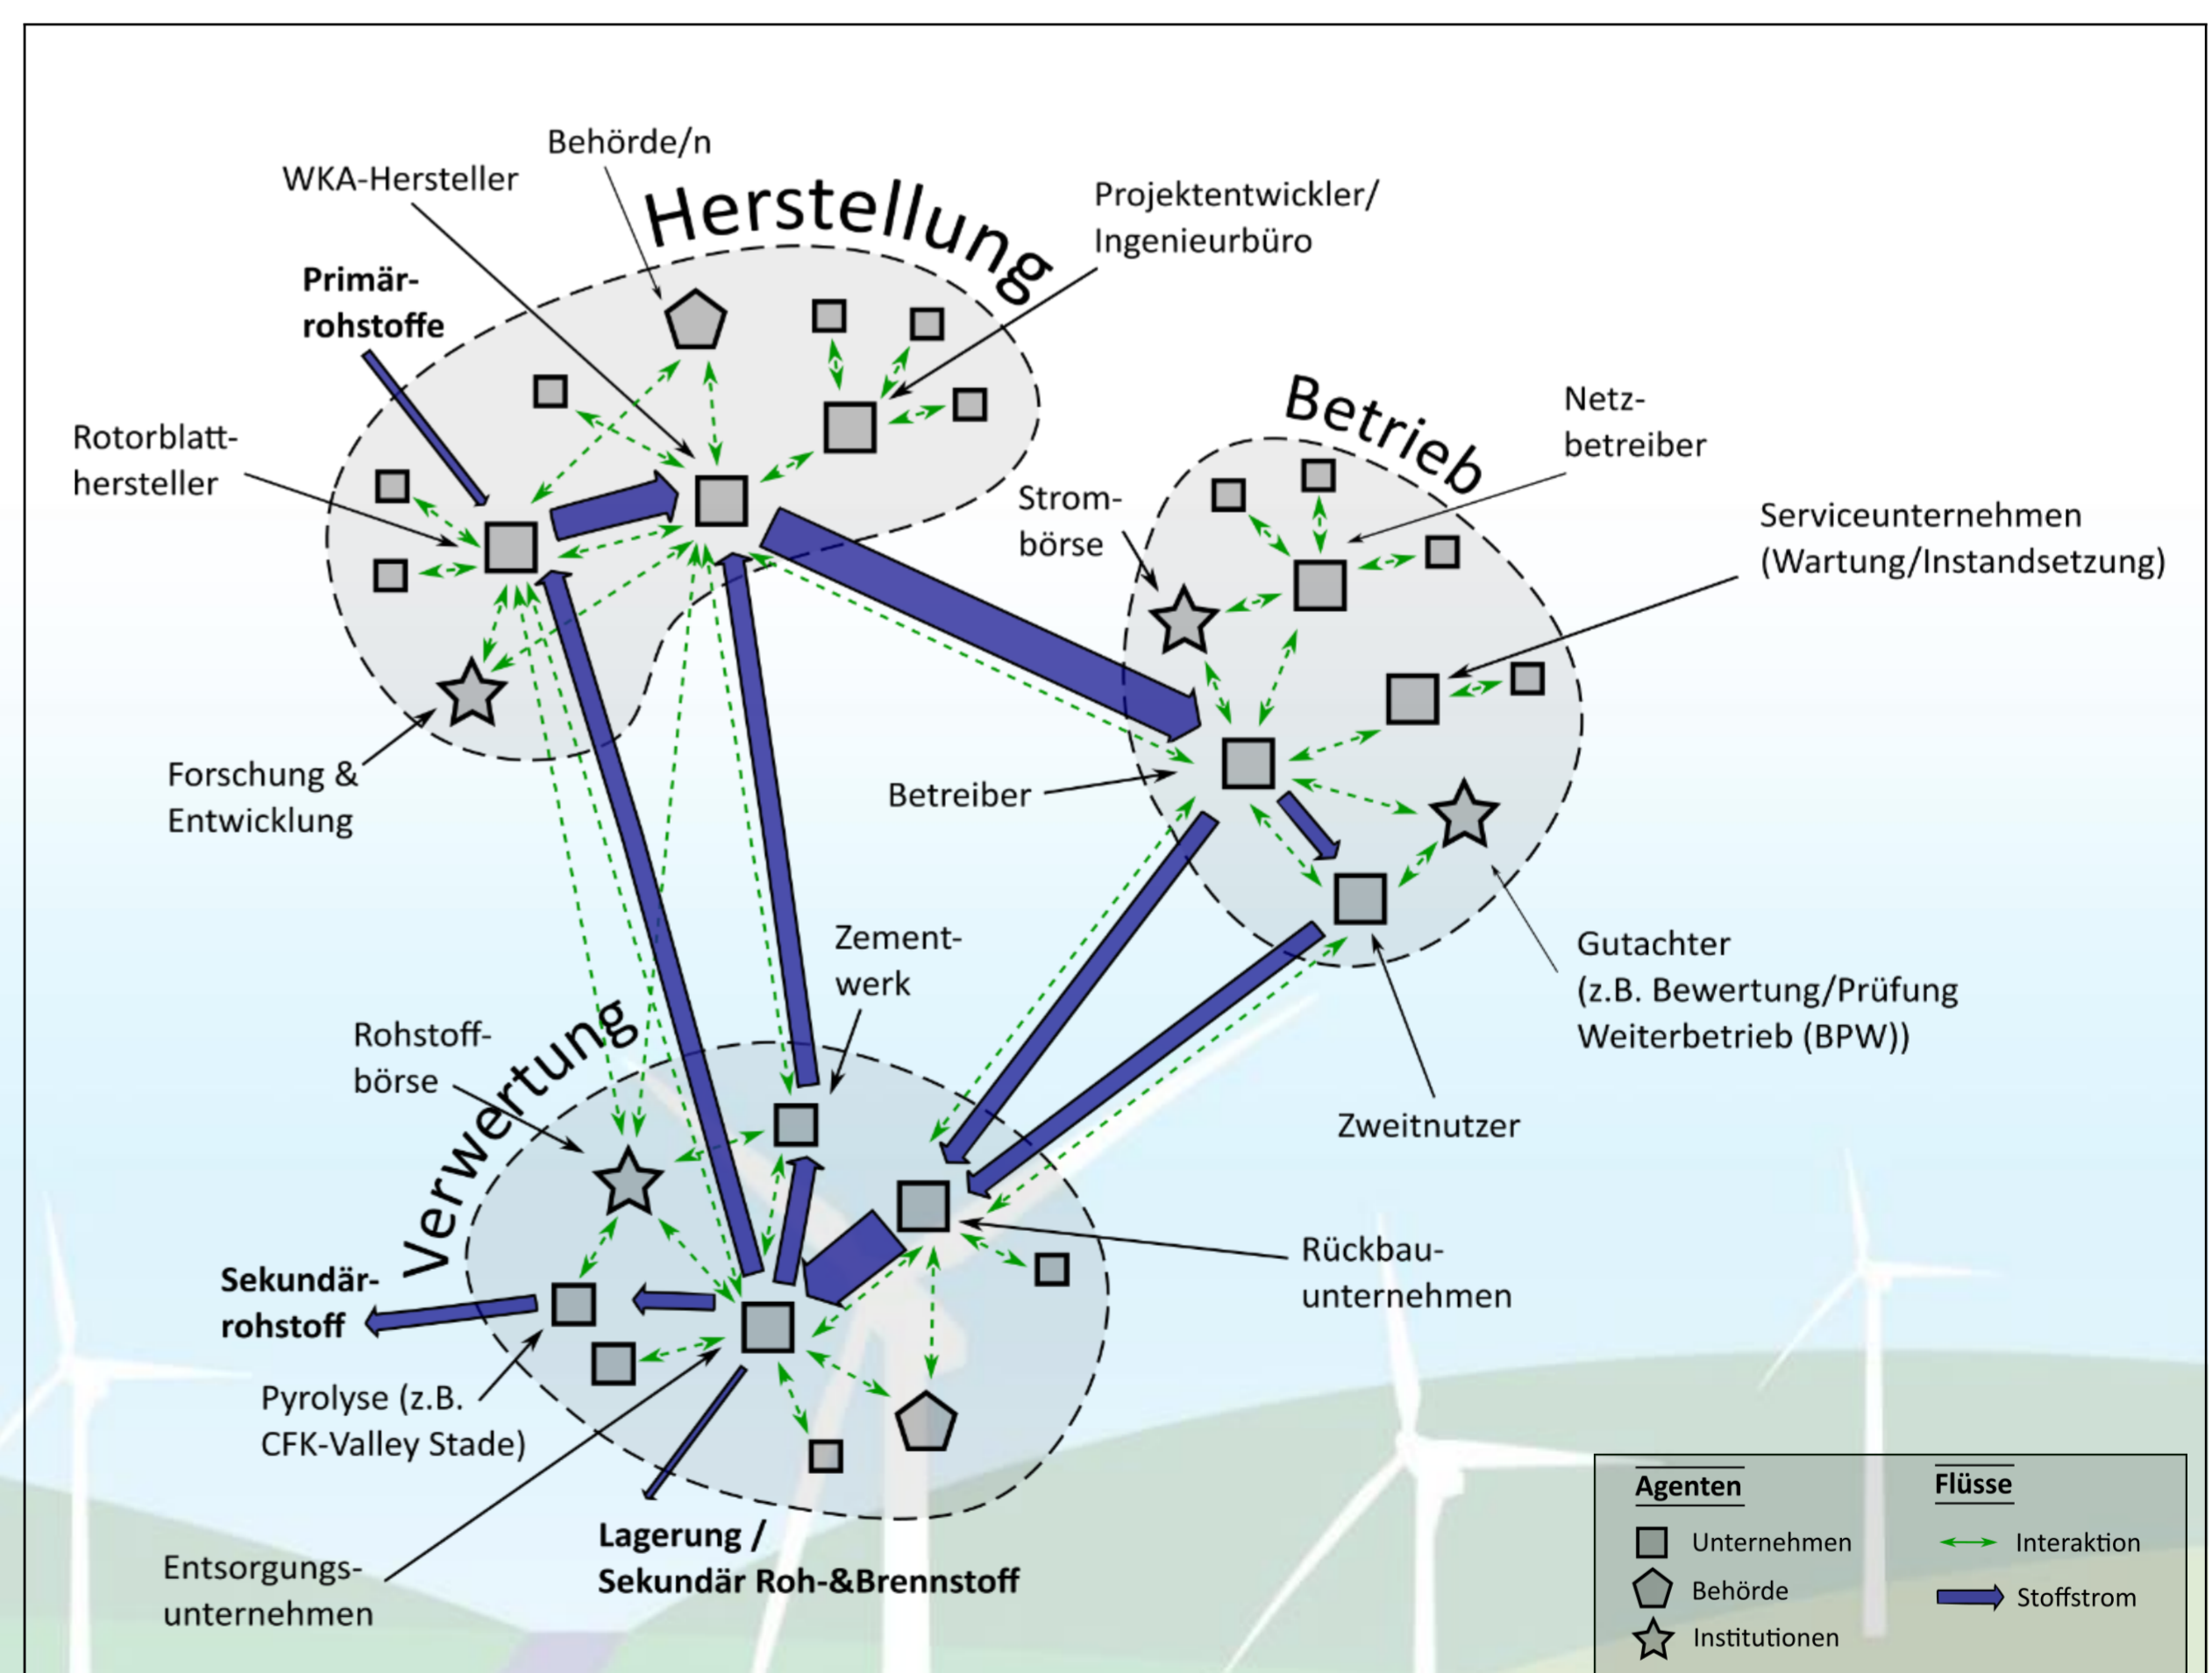 Behörde/n
WKA-Hersteller
Herstellung
Projektentwickler/
Ingenieurbüro
Primär-
rohstoffe
Rotorblatt-
hersteller
Betrieb
Netz-
betreiber
Strom-
börse
Serviceunternehmen
(Wartung/Instandsetzung)
Forschung &
Entwicklung
Betreiber
Zement-
werk
Gutachter
(z.B. Bewertung/Prüfung
Weiterbetrieb (BPW))
Rohstoff-
börse
Verwertung
Zweitnutzer
Rückbau-
unternehmen
Sekundär-
rohstoff
Pyrolyse (z.B.
CFK-Valley Stade)
Lagerung /
Sekundär Roh-&Brennstoff
Entsorgungs-
unternehmen
Agenten
Unternehmen
Behörde
Institutionen
Flüsse
Interaktion
Stoffstrom